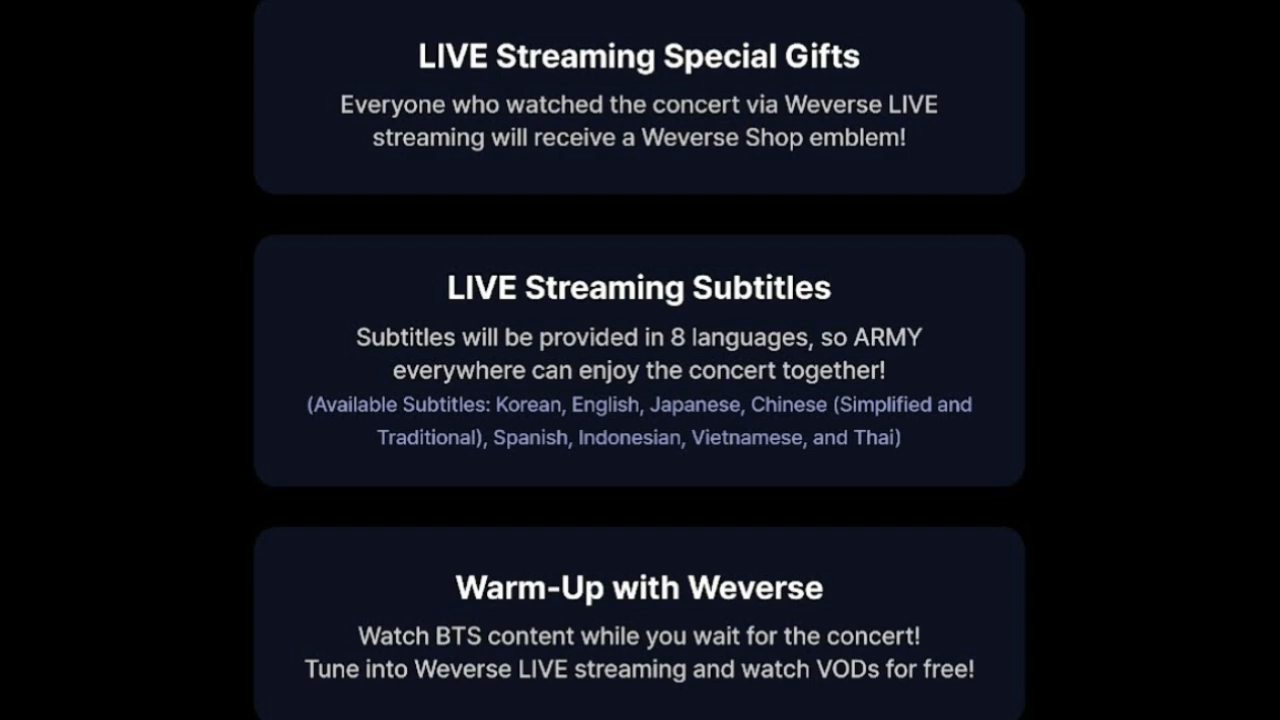 LIVE Streaming Special Gifts
Everyone who watched the concert via Weverse LIVE
streaming will receive a Weverse Shop emblem!
LIVE Streaming Subtitles
Subtitles will be provided in 8 languages, so ARMY
everywhere can enjoy the concert together!
(Available Subtitles: Korean, English, Japanese, Chinese (Simplified and
Traditional), Spanish, Indonesian, Vietnamese, and Thai)
Warm-Up with Weverse
Watch BTS content while you wait for the concert!
Tune into Weverse LIVE streaming and watch VODs for free!